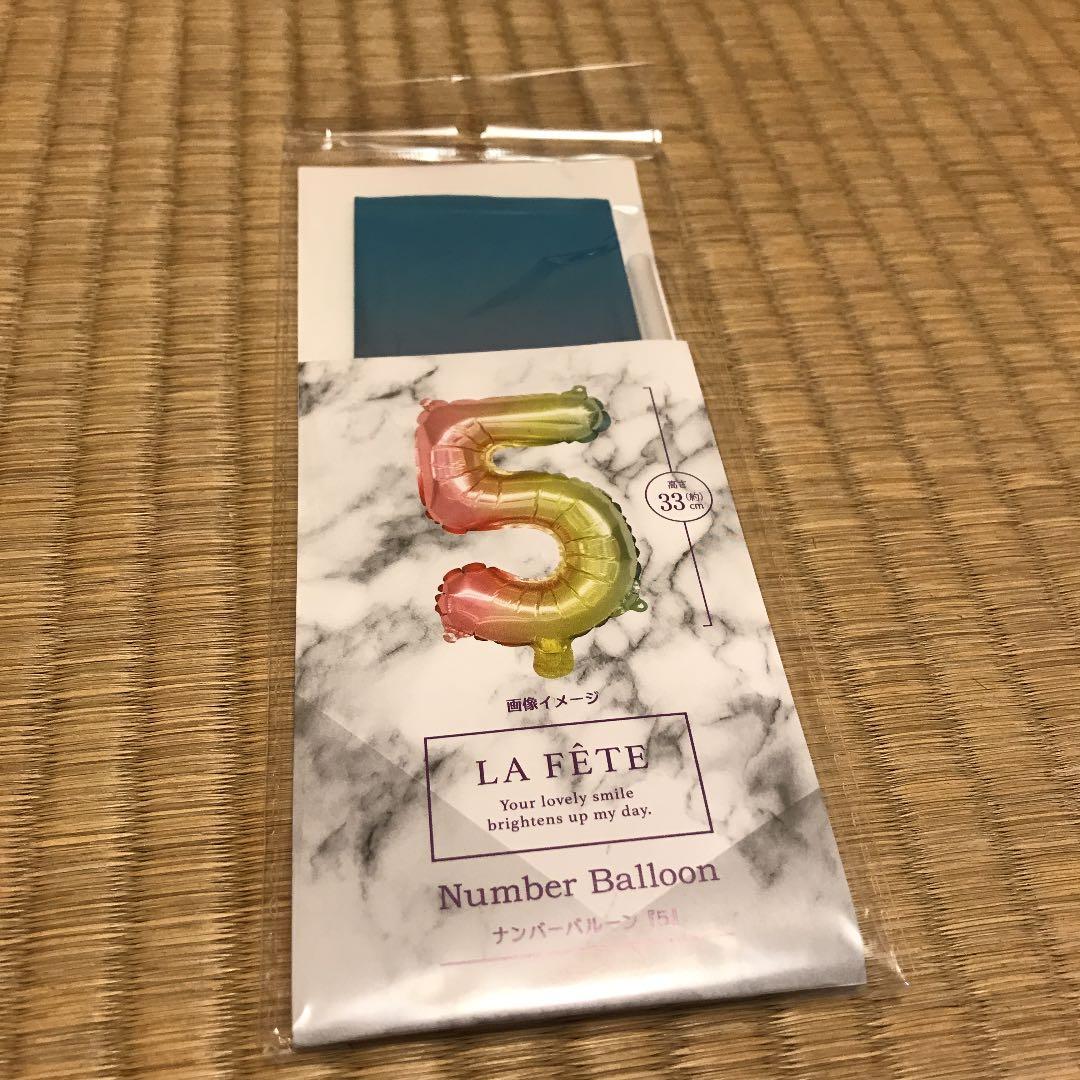 高さ
33(約)cm
画像イメージ
LA FÊTE
Your lovely smile
brightens up my day.
Number Balloon
ナンバーバルーン『5』